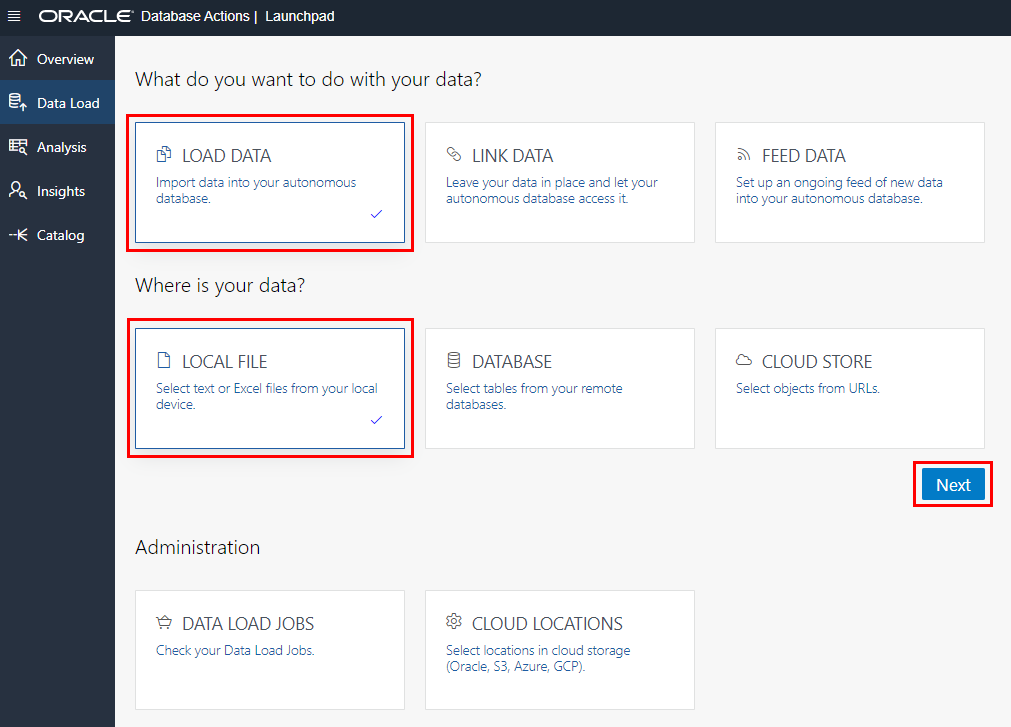 ORACLE Database Actions | Launchpad
Overview
Data Load
Analysis
Insights
Catalog
What do you want to do with your data?
LOAD DATA
Import data into your autonomous
database.
LINK DATA
Leave your data in place and let your
autonomous database access it.
FEED DATA
Set up an ongoing feed of new data
into your autonomous database.
Where is your data?
LOCAL FILE
Select text or Excel files from your local
device.
DATABASE
Select tables from your remote
databases.
CLOUD STORE
Select objects from URLs.
Next
Administration
DATA LOAD JOBS
Check your Data Load Jobs.
CLOUD LOCATIONS
Select locations in cloud storage
(Oracle, S3, Azure, GCP).